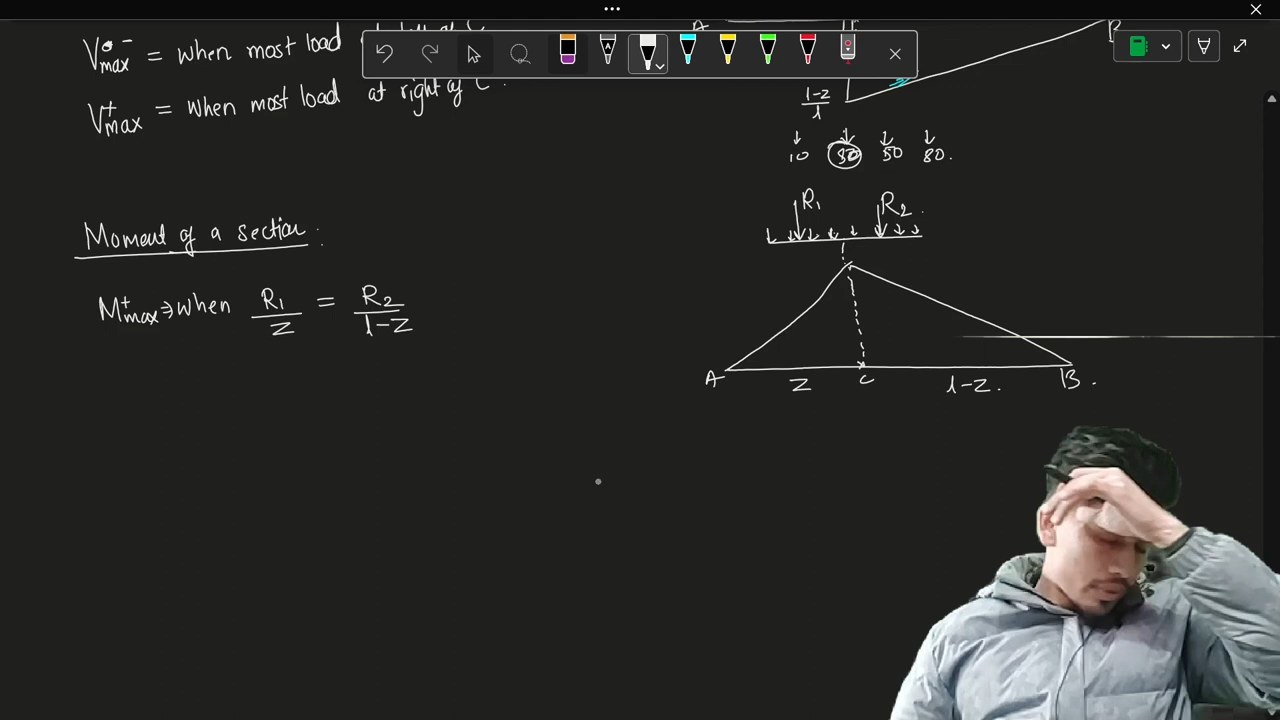 V⁻max = when most load
V⁺max = when most load at right of C.
1-z/l
10 30 50 80.
Moment of a section:
R₁ R₂
M⁺max ⇒ when R₁/z = R₂/l-z
A z C l-z. B.